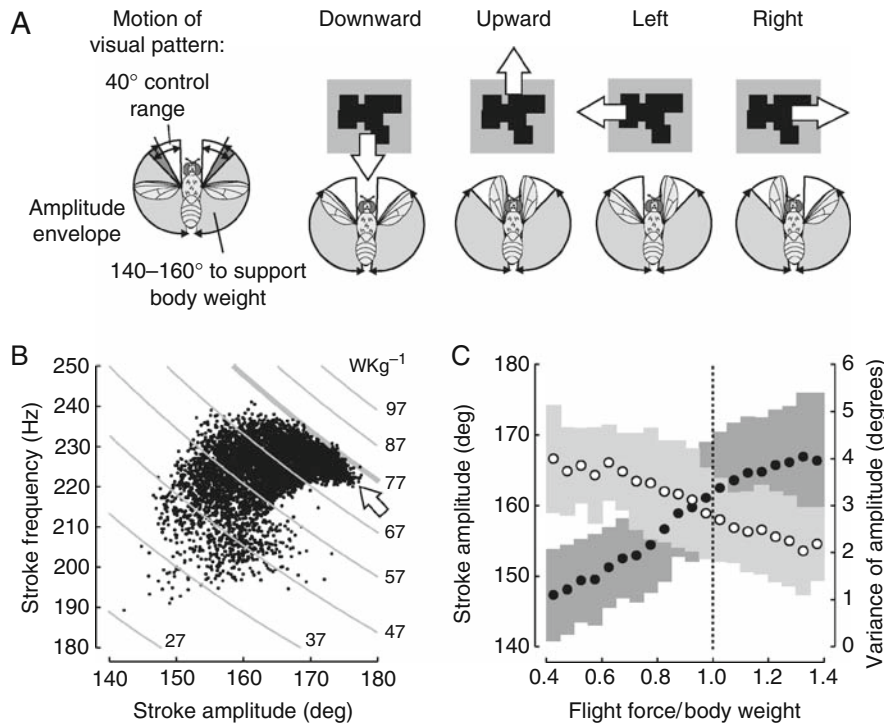 A
Motion of
visual pattern:
Downward
Upward
Left
Right
40° control
range
Amplitude
envelope
140–160° to support
body weight
B
WKg⁻¹
250
240
230
220
210
200
190
180
Stroke frequency (Hz)
97
87
77
67
57
47
37
27
140
150
160
170
180
Stroke amplitude (deg)
C
180
170
160
150
140
Stroke amplitude (deg)
6
5
4
3
2
1
0
Variance of amplitude (degrees)
0.4
0.6
0.8
1.0
1.2
1.4
Flight force/body weight